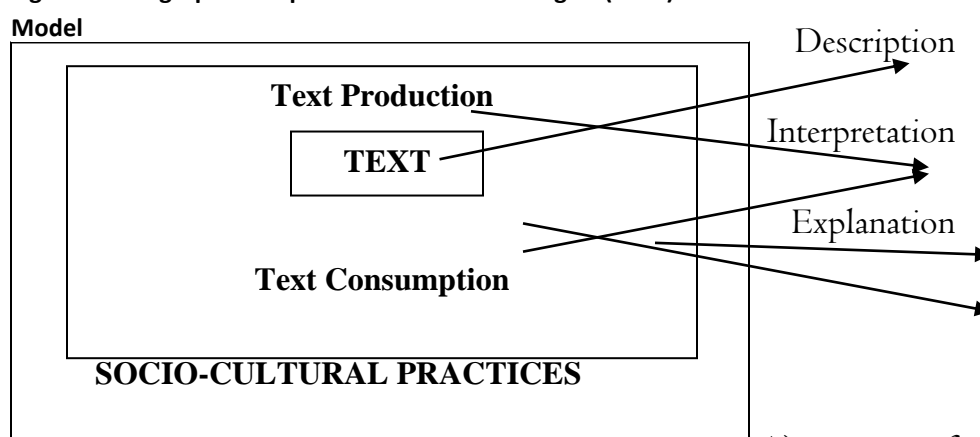 Model
Description
Text Production
Interpretation
TEXT
Explanation
Text Consumption
SOCIO-CULTURAL PRACTICES